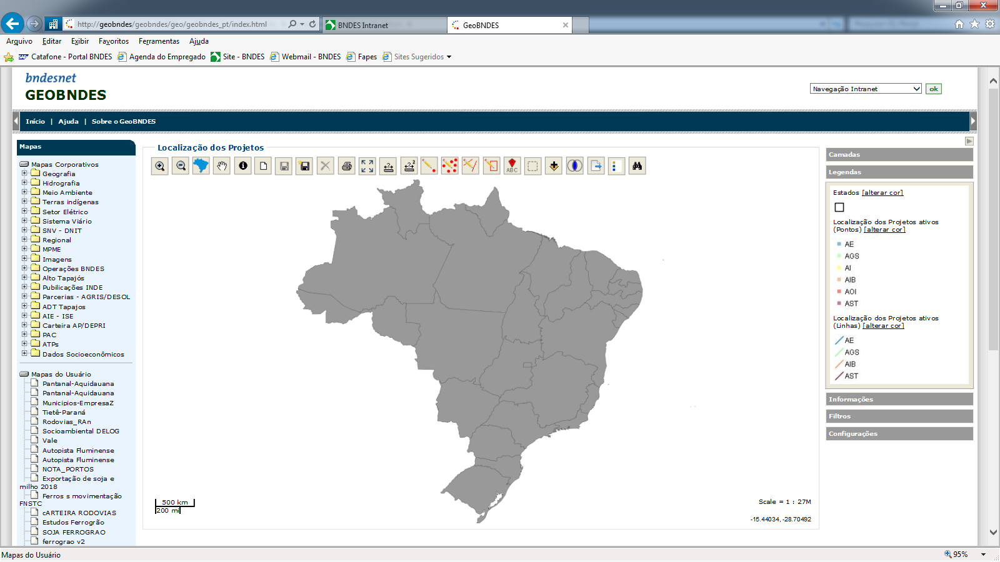 http://geobndes/geobndes/geo/geobndes_pt/index.html
BNDES Intranet
GeoBNDES
Arquivo Editar Exibir Favoritos Ferramentas Ajuda
Catafone - Portal BNDES Agenda do Empregado Site - BNDES Webmail - BNDES Fapes Sites Sugeridos
bndesnet
GEOBNDES
Navegação Intranet ok
Início | Ajuda | Sobre o GeoBNDES
Mapas
Mapas Corporativos
Geografia
Hidrografia
Meio Ambiente
Terras indígenas
Setor Elétrico
Sistema Viário
SNV - DNIT
Regional
MPME
Imagens
Operações BNDES
Alto Tapajós
Publicações INDE
Parcerias - AGRIS/DESOL
ADT Tapajos
AIE - ISE
Carteira AP/DEPRI
PAC
ATPs
Dados Socioeconômicos
Mapas do Usuário
Pantanal-Aquidauana
Pantanal-Aquidauana
Municipios-EmpresaZ
Tietê-Paraná
Rodovias_RAn
Socioambiental DELOG
Vale
Autopista Fluminense
Autopista Fluminense
NOTA_PORTOS
Exportação de soja e
milho 2018
Ferros s movimentação
FNSTC
cARTEIRA RODOVIAS
Estudos Ferrogrão
SOJA FERROGRAO
ferrograo v2
Localização dos Projetos
ABC
500 km
200 mi
Scale = 1 : 27M
-15.44034, -28.70492
Camadas
Legendas
Estados [alterar cor]
Localização dos Projetos ativos
(Pontos) [alterar cor]
AE
AGS
AI
AIB
AOI
AST
Localização dos Projetos ativos
(Linhas) [alterar cor]
AE
AGS
AIB
AST
Informações
Filtros
Configurações
Mapas do Usuário
95%